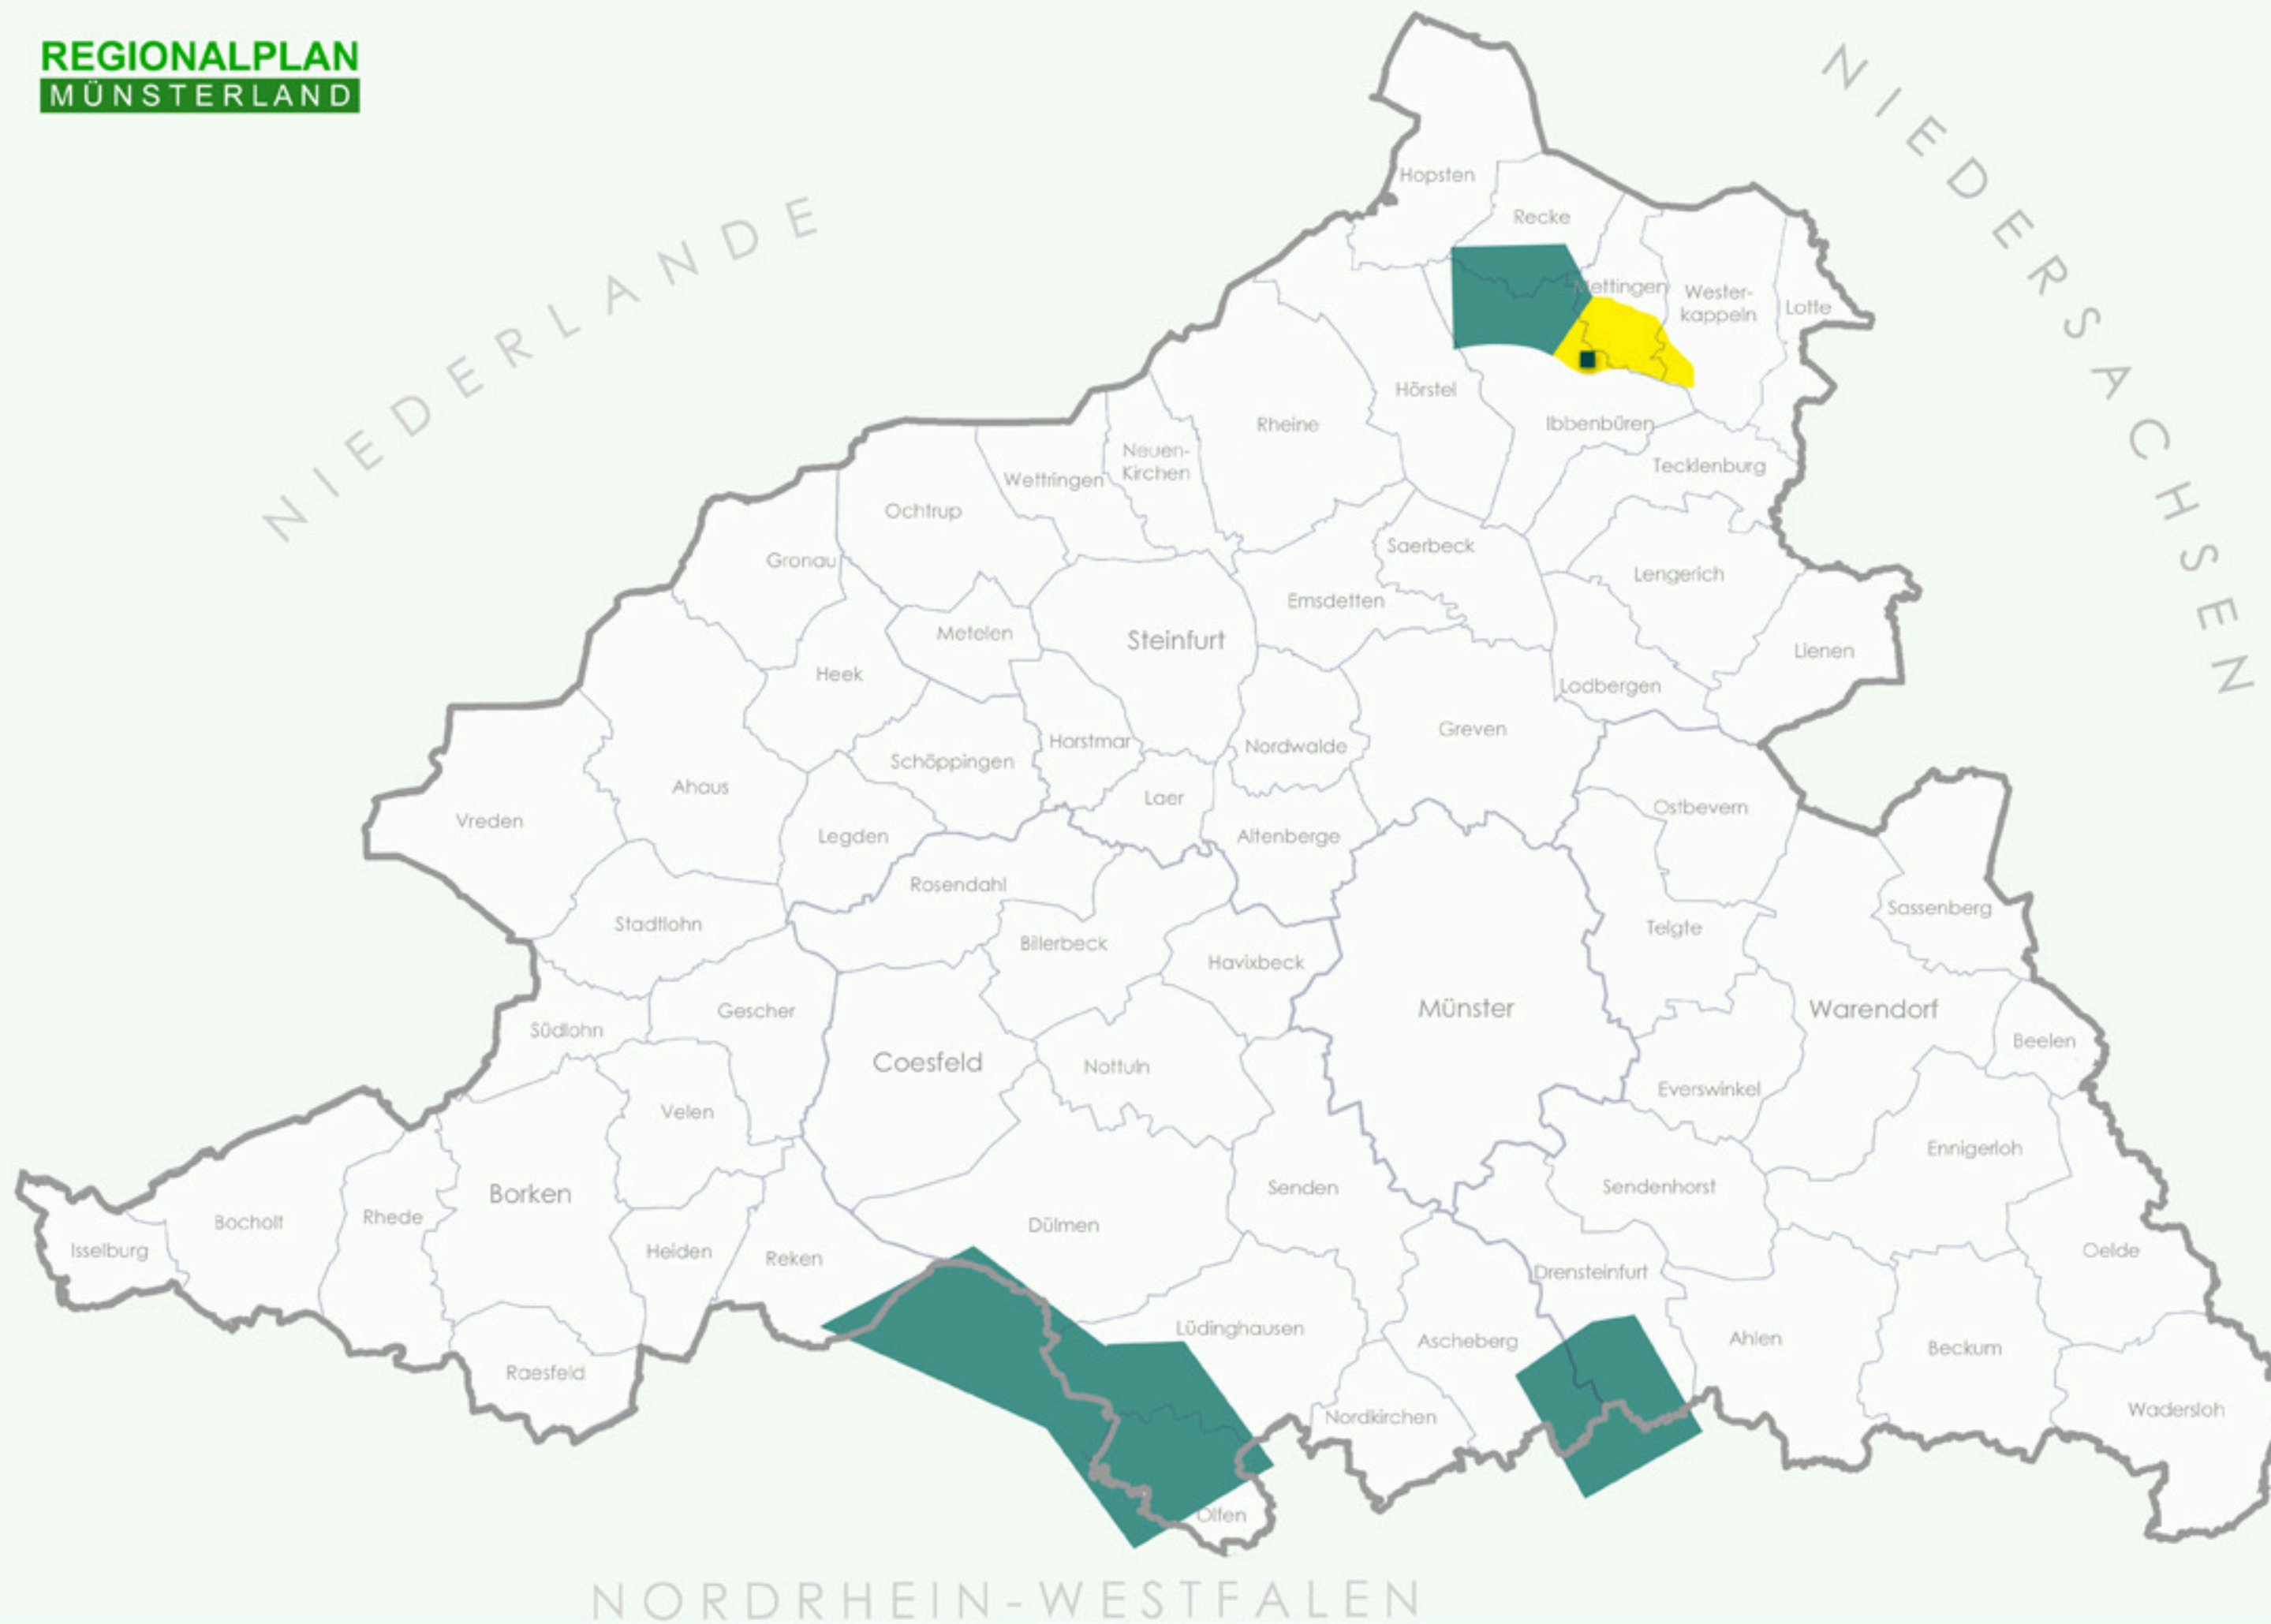 REGIONALPLAN
MÜNSTERLAND
NIEDERLANDE
NIEDERSACHSEN
Hopsten
Recke
Mettingen
Wester-
kappeln
Lotte
Hörstel
Rheine
Ibbenbüren
Neuen-
Kirchen
Wettringen
Tecklenburg
Ochtrup
Saerbeck
Gronau
Lengerich
Emsdetten
Metelen
Steinfurt
Lienen
Heek
Ladbergen
Greven
Horstmar
Nordwalde
Schöppingen
Ahaus
Laer
Ostbevern
Vreden
Legden
Altenberge
Rosendahl
Sassenberg
Stadtlohn
Telgte
Billerbeck
Havixbeck
Münster
Warendorf
Gescher
Südlohn
Beelen
Coesfeld
Nottuln
Everswinkel
Velen
Ennigerloh
Borken
Senden
Sendenhorst
Bocholt
Rhede
Dülmen
Isselburg
Heiden
Reken
Oelde
Drensteinfurt
Lüdinghausen
Ascheberg
Ahlen
Beckum
Raesfeld
Nordkirchen
Wadersloh
Olfen
NORDRHEIN-WESTFALEN